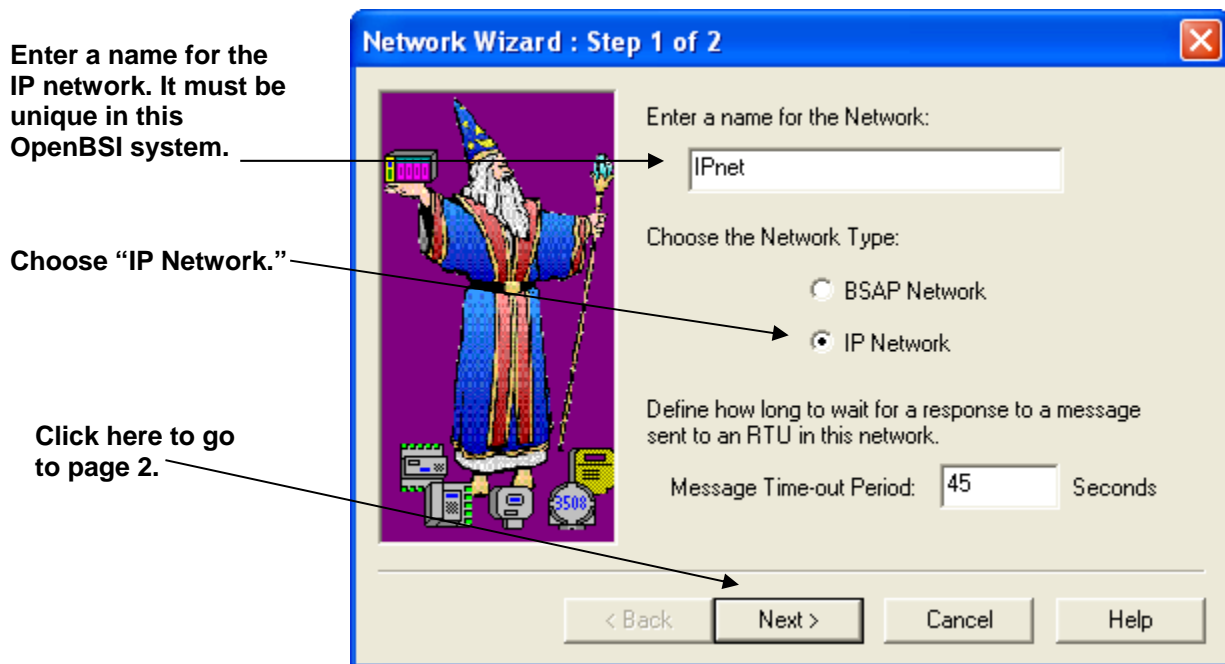 Enter a name for the
IP network. It must be
unique in this
OpenBSI system.
Choose “IP Network.”
Click here to go
to page 2.
Network Wizard : Step 1 of 2
Enter a name for the Network:
IPnet
Choose the Network Type:
BSAP Network
IP Network
Define how long to wait for a response to a message
sent to an RTU in this network.
Message Time-out Period: 45 Seconds
3508
< Back Next > Cancel Help